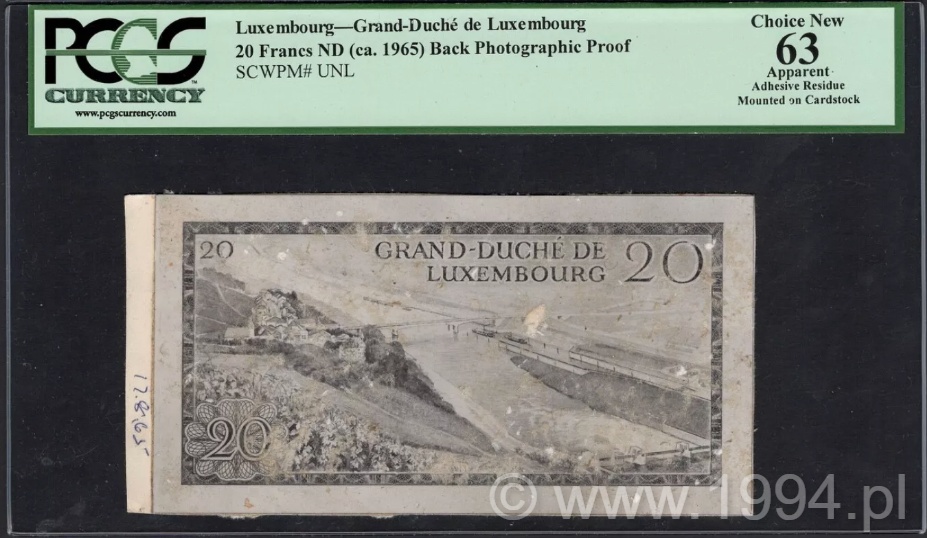 PCGS
CURRENCY
www.pcgscurrency.com
Luxembourg—Grand-Duché de Luxembourg
20 Francs ND (ca. 1965) Back Photographic Proof
SCWPM# UNL
Choice New
63
Apparent
Adhesive Residue
Mounted on Cardstock
20
GRAND-DUCHÉ DE
LUXEMBOURG
20
20
© www.1994.pl